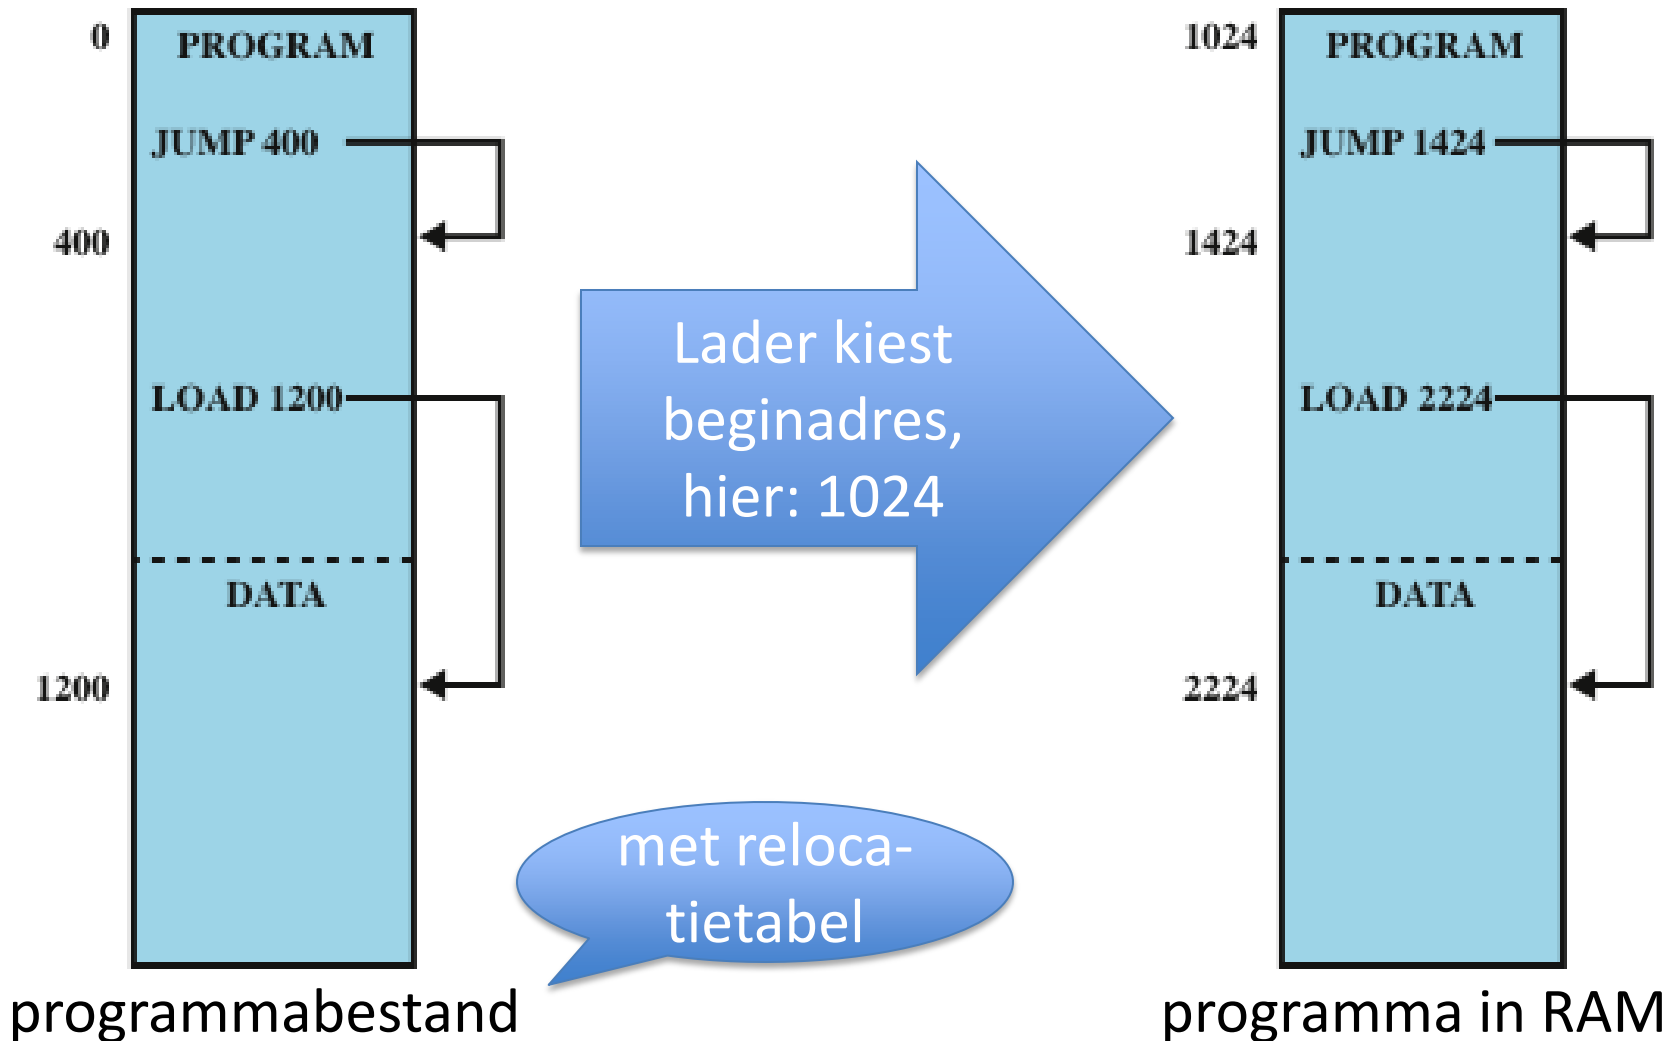 0
PROGRAM
JUMP 400
400
LOAD 1200
DATA
1200
programmabestand
Lader kiest
beginadres,
hier: 1024
met reloca-
tietabel
1024
PROGRAM
JUMP 1424
1424
LOAD 2224
DATA
2224
programma in RAM